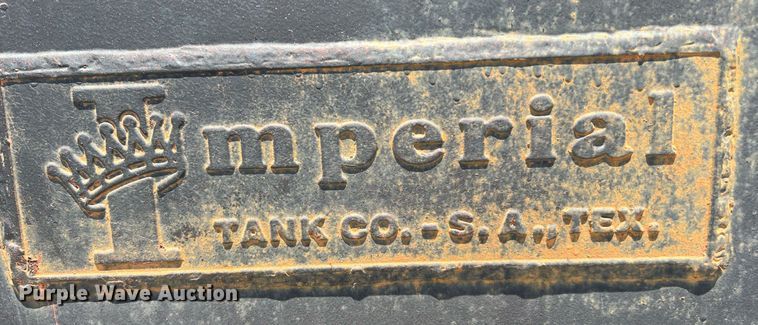 Imperial
TANK CO. - S. A., TEX.
Purple Wave Auction